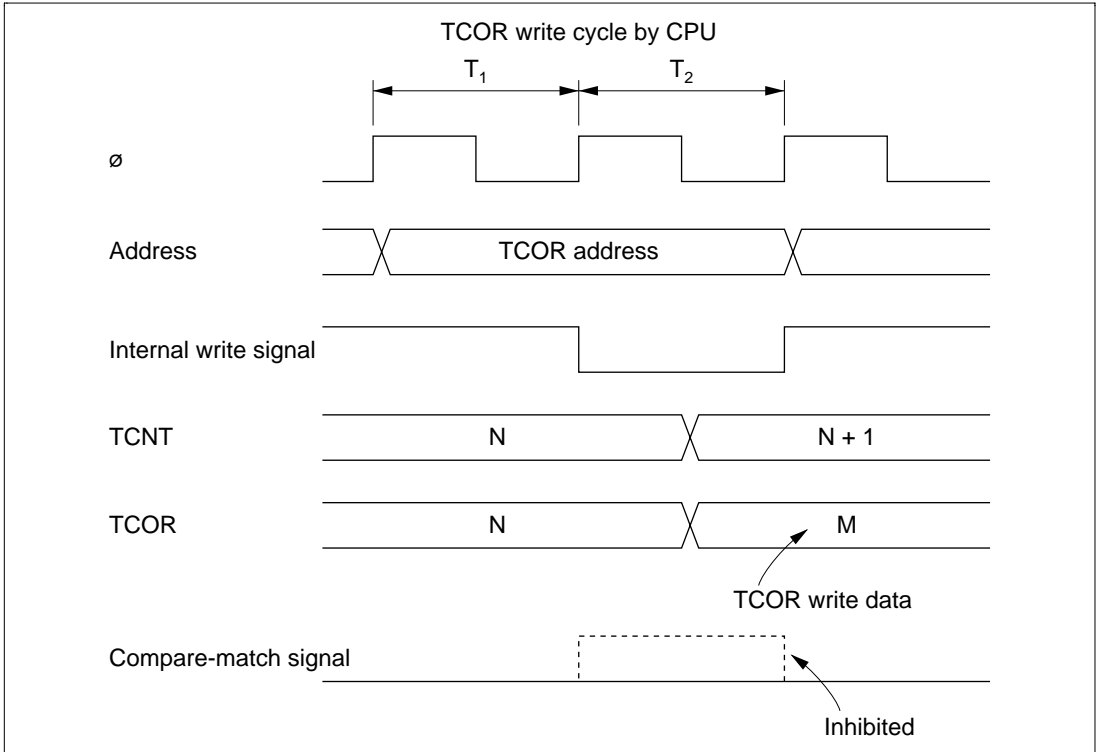 TCOR write cycle by CPU
T1 T2
ø
Address TCOR address
Internal write signal
TCNT N N + 1
TCOR N M
TCOR write data
Compare-match signal
Inhibited